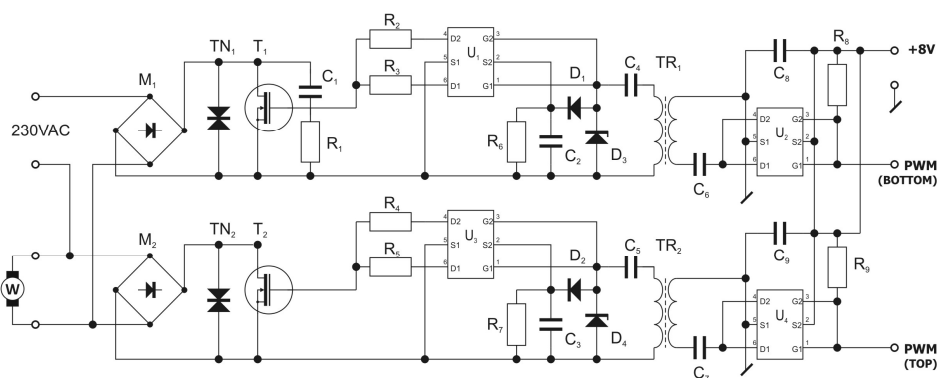 R2
TN1 T1
4 D2 G2 3
U1
5 S1 S2 2
6 D1 G1 1
R3
M1
C1
D1
C4
TR1
C8
R8
+8V
230VAC
R1
R6
C2
D3
C6
4 D2 G2 3
U2
5 S1 S2 2
6 D1 G1 1
PWM
(BOTTOM)
R4
TN2 T2
4 D2 G2 3
U3
5 S1 S2 2
6 D1 G1 1
R5
M2
D2
C5
TR2
C9
R9
W
R7
C3
D4
C7
4 D2 G2 3
U4
5 S1 S2 2
6 D1 G1 1
PWM
(TOP)